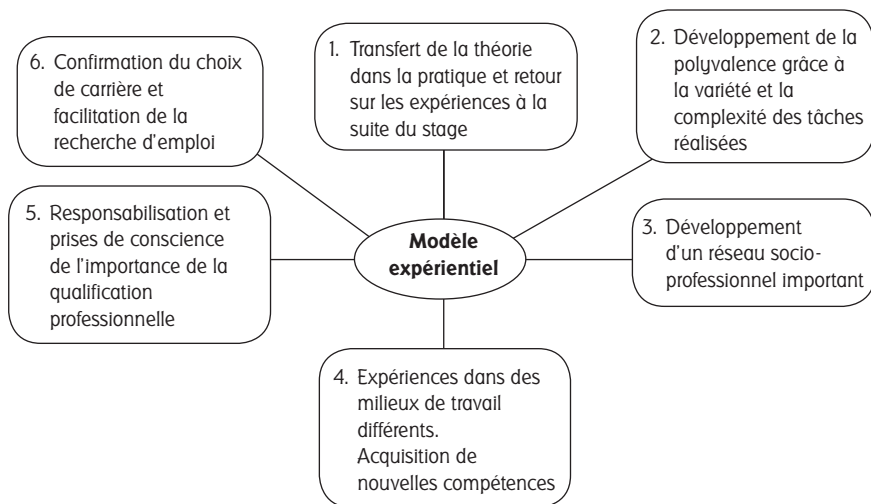 1. Transfert de la théorie
dans la pratique et retour
sur les expériences à la
suite du stage
2. Développement de la
polyvalence grâce à
la variété et la
complexité des tâches
réalisées
3. Développement
d'un réseau socio-
professionnel important
4. Expériences dans des
milieux de travail
différents.
Acquisition de
nouvelles compétences
5. Responsabilisation et
prises de conscience
de l'importance de la
qualification
professionnelle
6. Confirmation du choix
de carrière et
facilitation de la
recherche d'emploi
Modèle
expérientiel